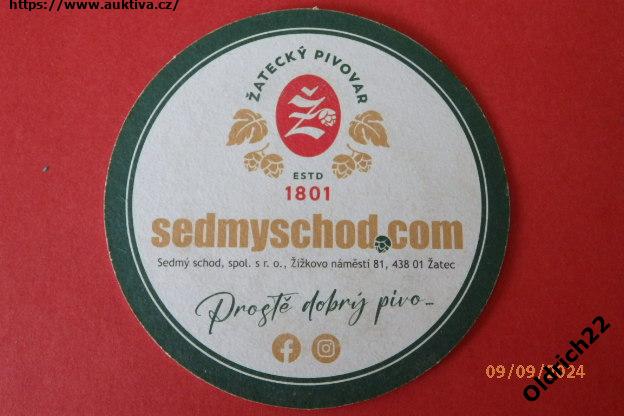 https://www.auktiva.cz/
ŽATECKÝ PIVOVAR
Ž
ESTD
1801
sedmyschod.com
Sedmý schod, spol. s r. o., Žižkovo náměstí 81, 438 01 Žatec
Prostě dobrý pivo...
09/09/2024
Oldrich22